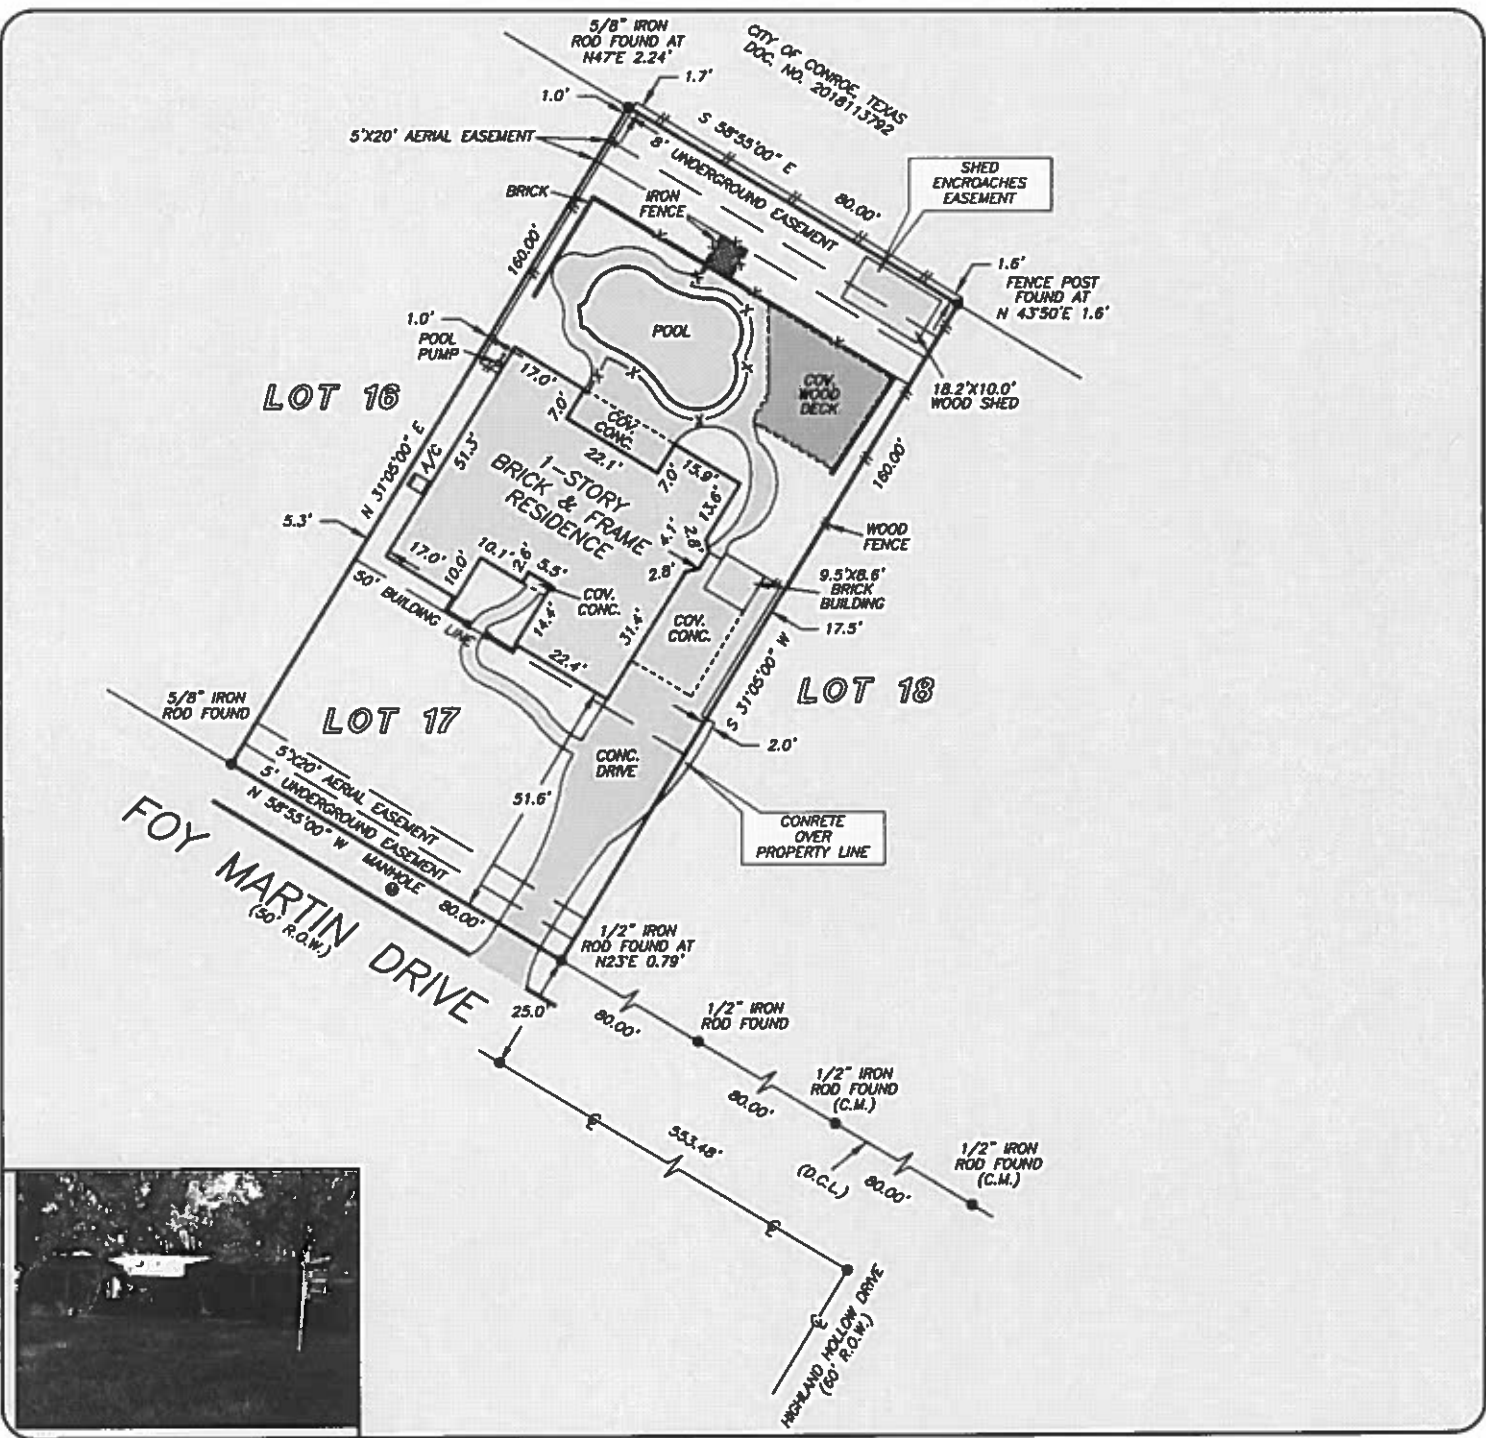 5/8" IRON
ROD FOUND AT
N47'E 2.24'
CITY OF CONROE, TEXAS
DOC. NO. 2018113792
1.7'
1.0'
5'X20' AERIAL EASEMENT
S 58°55'00" E
80.00'
8' UNDERGROUND EASEMENT
SHED
ENCROACHES
EASEMENT
BRICK
IRON
FENCE
160.00'
1.6'
FENCE POST
FOUND AT
N 43°50'E 1.6'
1.0'
POOL
PUMP
POOL
17.0'
7.0'
COV.
CONC.
22.1'
7.0'
15.9'
COV.
WOOD
DECK
18.2'X10.0'
WOOD SHED
LOT 16
N 31°05'00" E
A/C
51.3'
1-STORY
BRICK & FRAME
RESIDENCE
13.6'
2.8'
4.1'
2.8'
160.00'
WOOD
FENCE
5.3'
17.0'
10.0'
10.1'
2.6'
5.5'
COV.
CONC.
14.4'
31.4'
22.4'
50' BUILDING LINE
COV.
CONC.
9.5'X8.6'
BRICK
BUILDING
17.5'
S 31°05'00" W
LOT 18
5/8" IRON
ROD FOUND
LOT 17
2.0'
CONC.
DRIVE
51.6'
CONRETE
OVER
PROPERTY LINE
5'X20' AERIAL EASEMENT
5' UNDERGROUND EASEMENT
N 58°55'00" W
80.00'
MANHOLE
FOY MARTIN DRIVE
(50' R.O.W.)
1/2" IRON
ROD FOUND AT
N23'E 0.79'
25.0'
80.00'
1/2" IRON
ROD FOUND
80.00'
1/2" IRON
ROD FOUND
(C.M.)
(D.C.L.)
80.00'
1/2" IRON
ROD FOUND
(C.M.)
553.48'
HIGHLAND HOLLOW DRIVE
(60' R.O.W.)